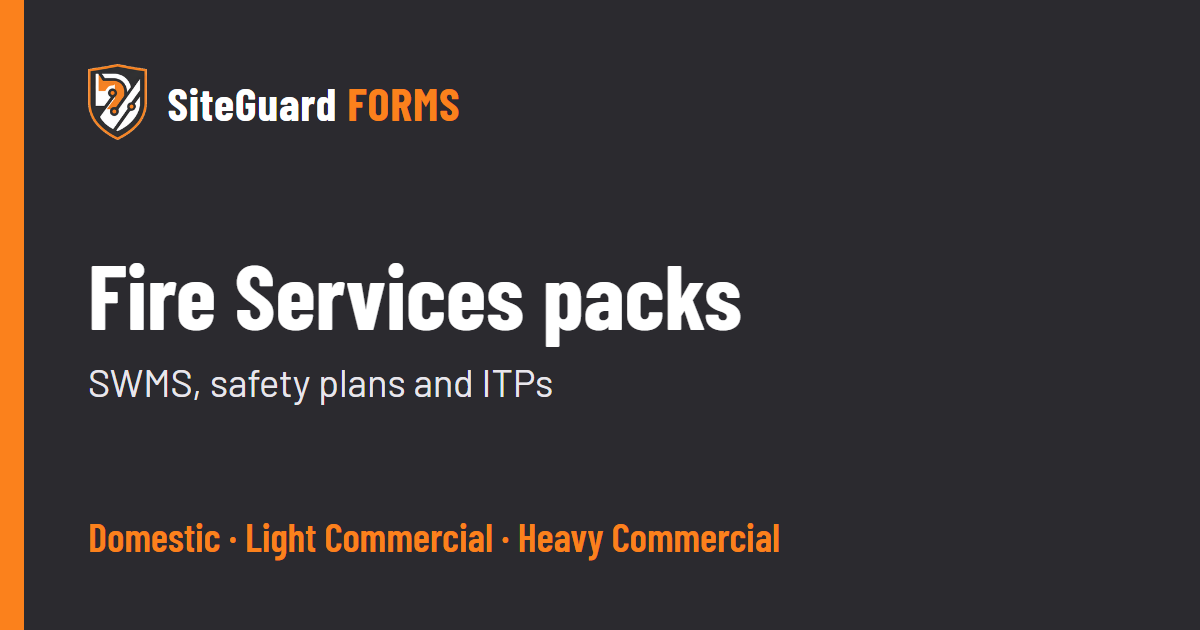 SiteGuard FORMS
Fire Services packs
SWMS, safety plans and ITPs
Domestic · Light Commercial · Heavy Commercial